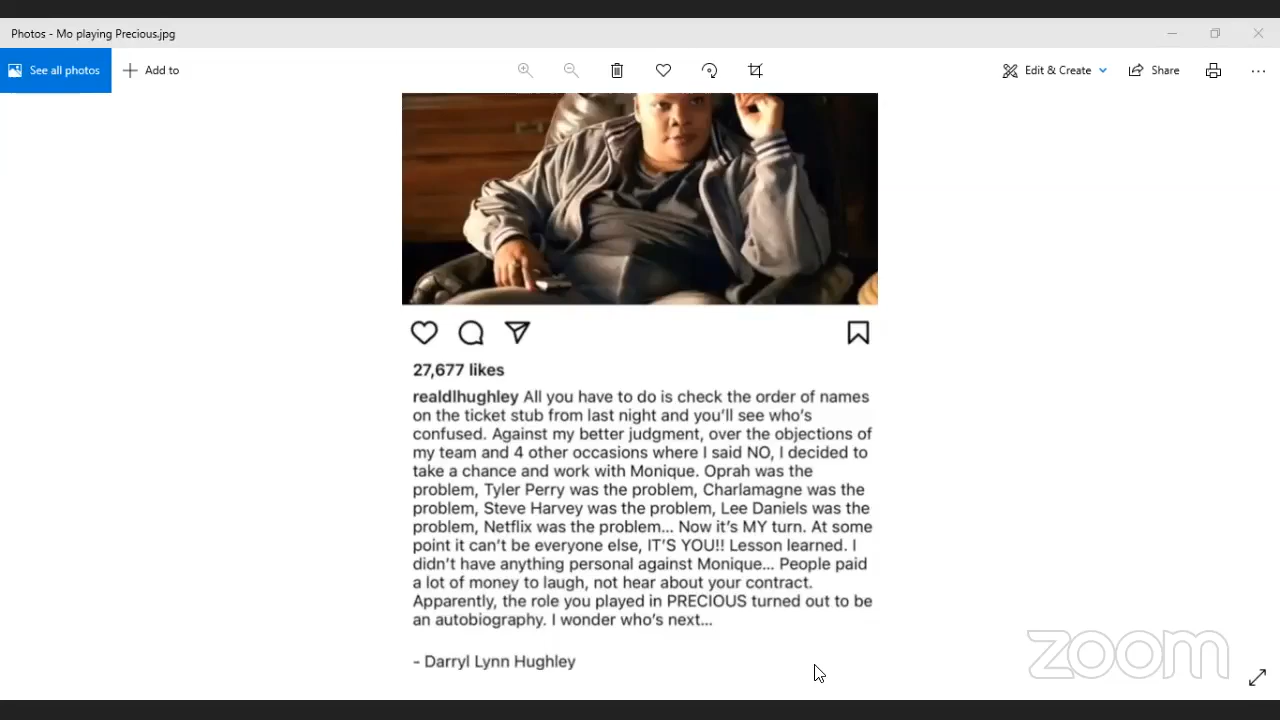 Photos - Mo playing Precious.jpg
See all photos
Add to
Edit & Create
Share
27,677 likes
realdlhughley All you have to do is check the order of names
on the ticket stub from last night and you'll see who's
confused. Against my better judgment, over the objections of
my team and 4 other occasions where I said NO, I decided to
take a chance and work with Monique. Oprah was the
problem, Tyler Perry was the problem, Charlamagne was the
problem, Steve Harvey was the problem, Lee Daniels was the
problem, Netflix was the problem... Now it's MY turn. At some
point it can't be everyone else, IT'S YOU!! Lesson learned. I
didn't have anything personal against Monique... People paid
a lot of money to laugh, not hear about your contract.
Apparently, the role you played in PRECIOUS turned out to be
an autobiography. I wonder who's next...
- Darryl Lynn Hughley
zoom